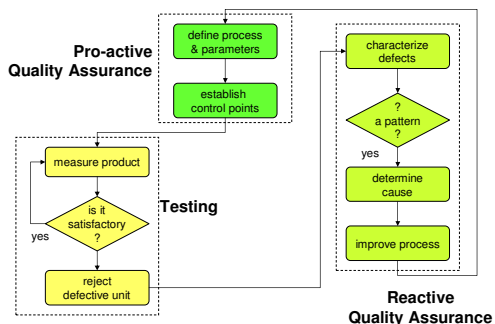 Pro-active
Quality Assurance
define process
& parameters
establish
control points
measure product
is it
satisfactory
?
yes
Testing
reject
defective unit
characterize
defects
?
a pattern
?
yes
determine
cause
improve process
Reactive
Quality Assurance